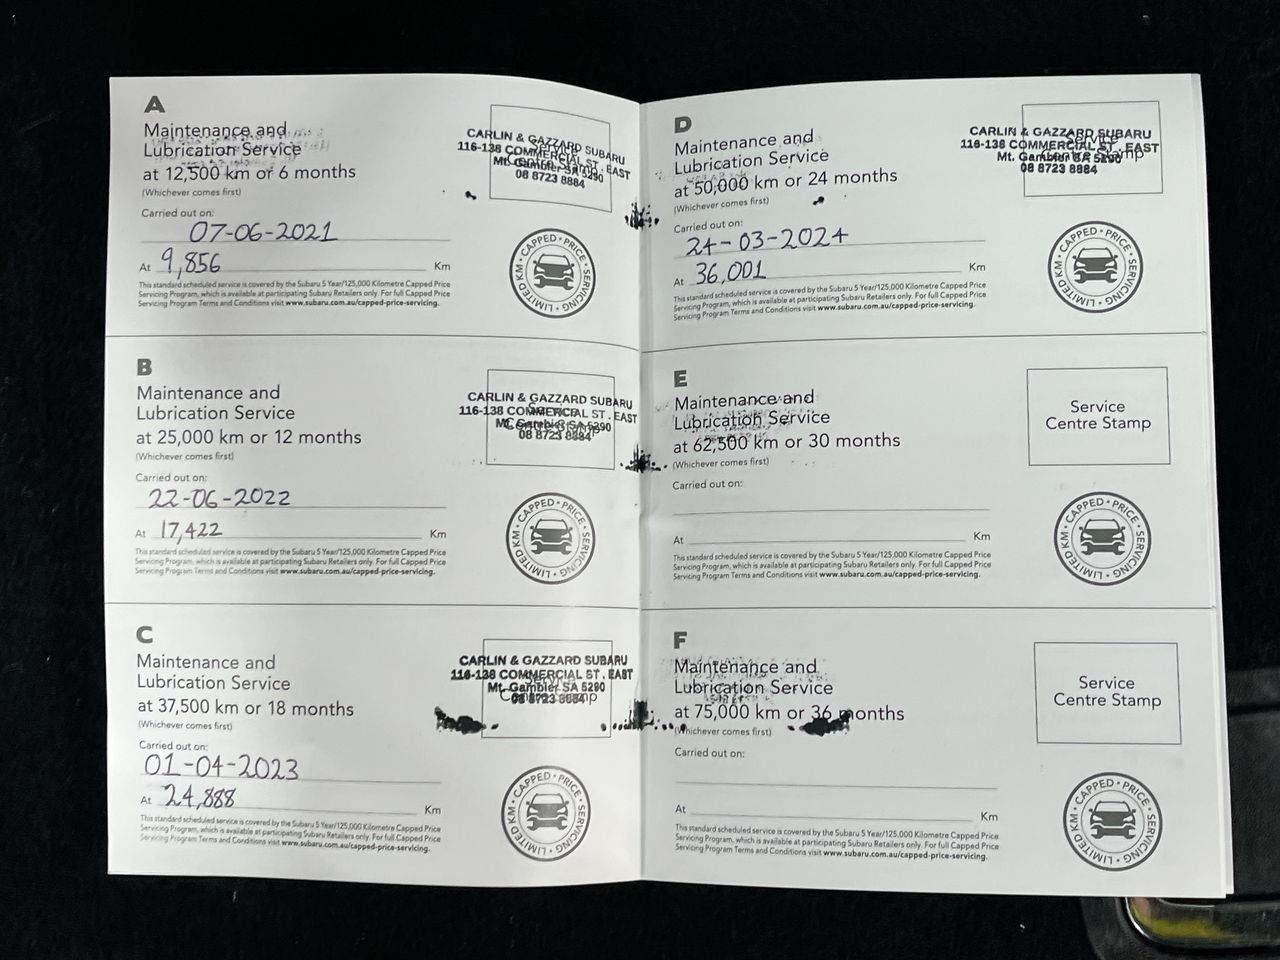 A
Maintenance and
Lubrication Service
at 12,500 km or 6 months
(Whichever comes first)
Carried out on:
07-06-2021
At 9,856 Km
This standard scheduled service is covered by the Subaru 5 Year/125,000 Kilometre Capped Price
Servicing Program, which is available at participating Subaru Retailers only. For full Capped Price
Servicing Program Terms and Conditions visit www.subaru.com.au/capped-price-servicing.
CARLIN & GAZZARD SUBARU
116-138 COMMERCIAL ST . EAST
Mt. Gambier SA 5290
08 8723 8884
LIMITED KM • CAPPED • PRICE • SERVICING •
B
Maintenance and
Lubrication Service
at 25,000 km or 12 months
(Whichever comes first)
Carried out on:
22-06-2022
At 17,422 Km
This standard scheduled service is covered by the Subaru 5 Year/125,000 Kilometre Capped Price
Servicing Program, which is available at participating Subaru Retailers only. For full Capped Price
Servicing Program Terms and Conditions visit www.subaru.com.au/capped-price-servicing.
CARLIN & GAZZARD SUBARU
116-138 COMMERCIAL ST . EAST
Mt. Gambier SA 5290
08 8723 8884
LIMITED KM • CAPPED • PRICE • SERVICING •
C
Maintenance and
Lubrication Service
at 37,500 km or 18 months
(Whichever comes first)
Carried out on:
01-04-2023
At 24,888 Km
This standard scheduled service is covered by the Subaru 5 Year/125,000 Kilometre Capped Price
Servicing Program, which is available at participating Subaru Retailers only. For full Capped Price
Servicing Program Terms and Conditions visit www.subaru.com.au/capped-price-servicing.
CARLIN & GAZZARD SUBARU
116-138 COMMERCIAL ST . EAST
Mt. Gambier SA 5290
08 8723 8884
LIMITED KM • CAPPED • PRICE • SERVICING •
D
Maintenance and
Lubrication Service
at 50,000 km or 24 months
(Whichever comes first)
Carried out on:
24-03-2024
At 36,001 Km
This standard scheduled service is covered by the Subaru 5 Year/125,000 Kilometre Capped Price
Servicing Program, which is available at participating Subaru Retailers only. For full Capped Price
Servicing Program Terms and Conditions visit www.subaru.com.au/capped-price-servicing.
CARLIN & GAZZARD SUBARU
116-138 COMMERCIAL ST . EAST
Mt. Gambier SA 5290
08 8723 8884
LIMITED KM • CAPPED • PRICE • SERVICING •
E
Maintenance and
Lubrication Service
at 62,500 km or 30 months
(Whichever comes first)
Carried out on:
At Km
This standard scheduled service is covered by the Subaru 5 Year/125,000 Kilometre Capped Price
Servicing Program, which is available at participating Subaru Retailers only. For full Capped Price
Servicing Program Terms and Conditions visit www.subaru.com.au/capped-price-servicing.
Service
Centre Stamp
LIMITED KM • CAPPED • PRICE • SERVICING •
F
Maintenance and
Lubrication Service
at 75,000 km or 36 months
(Whichever comes first)
Carried out on:
At Km
This standard scheduled service is covered by the Subaru 5 Year/125,000 Kilometre Capped Price
Servicing Program, which is available at participating Subaru Retailers only. For full Capped Price
Servicing Program Terms and Conditions visit www.subaru.com.au/capped-price-servicing.
Service
Centre Stamp
LIMITED KM • CAPPED • PRICE • SERVICING •